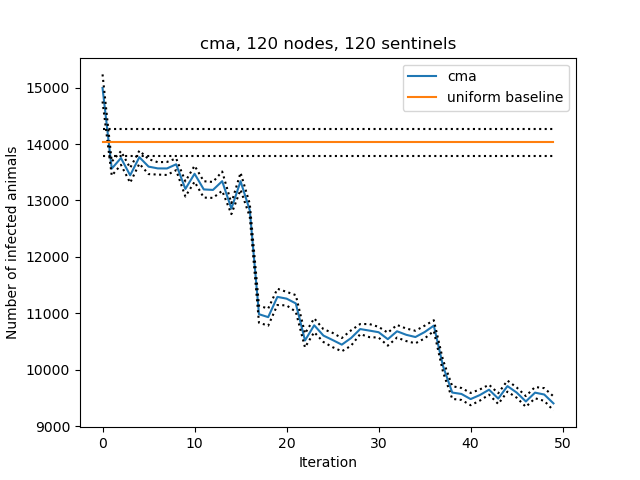 cma, 120 nodes, 120 sentinels
cma
uniform baseline
Number of infected animals
15000
14000
13000
12000
11000
10000
9000
0 10 20 30 40 50
Iteration